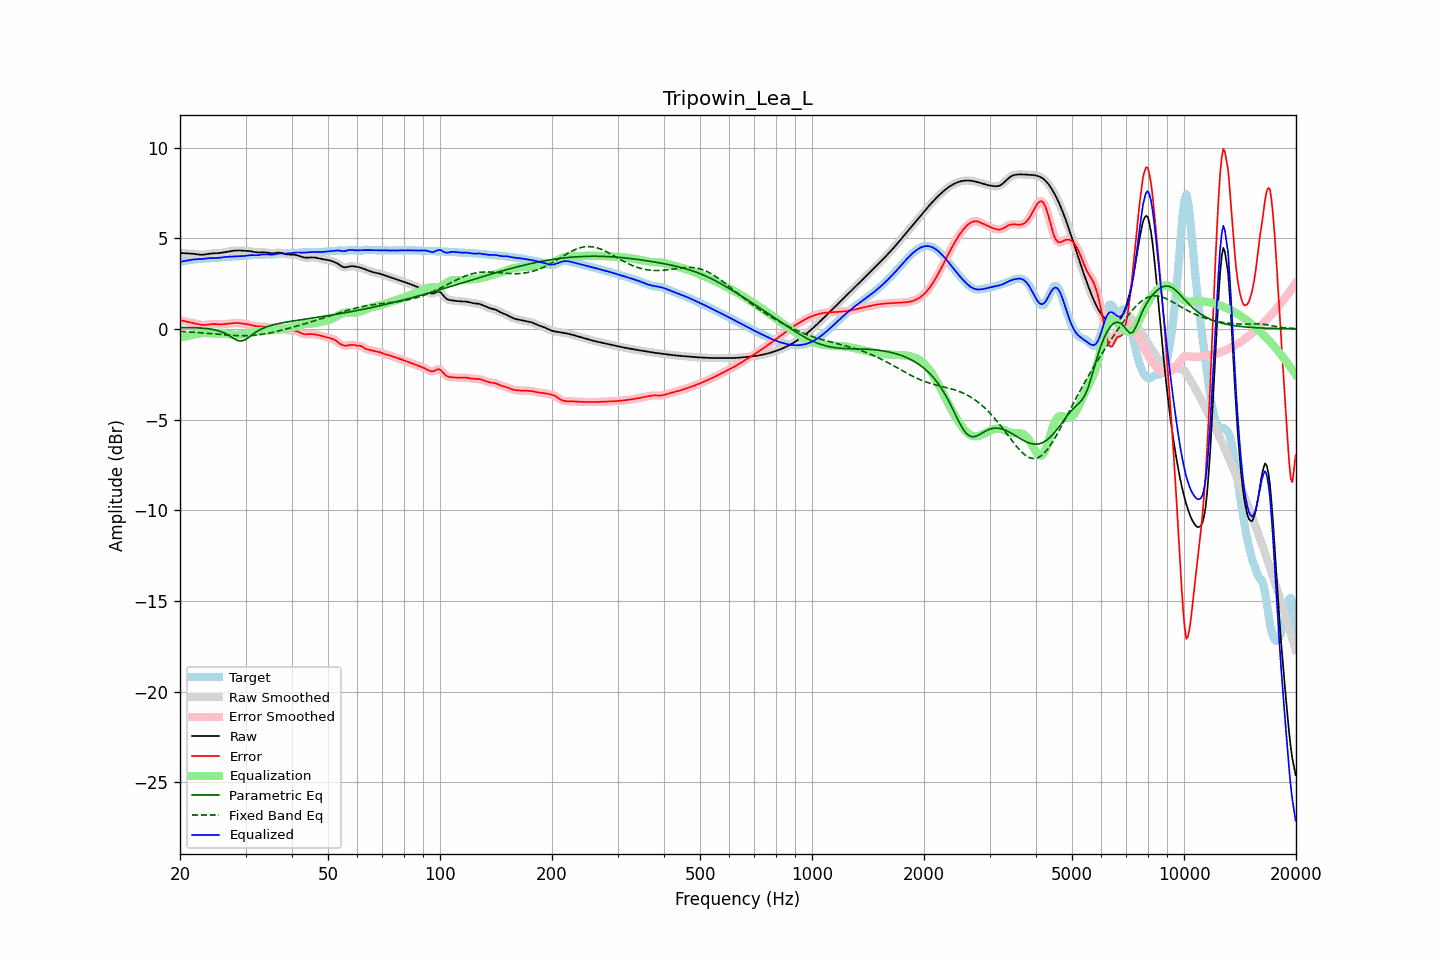 Tripowin_Lea_L
Amplitude (dBr)
10
5
0
−5
−10
−15
−20
−25
Target
Raw Smoothed
Error Smoothed
Raw
Error
Equalization
Parametric Eq
Fixed Band Eq
Equalized
20 50 100 200 500 1000 2000 5000 10000 20000
Frequency (Hz)